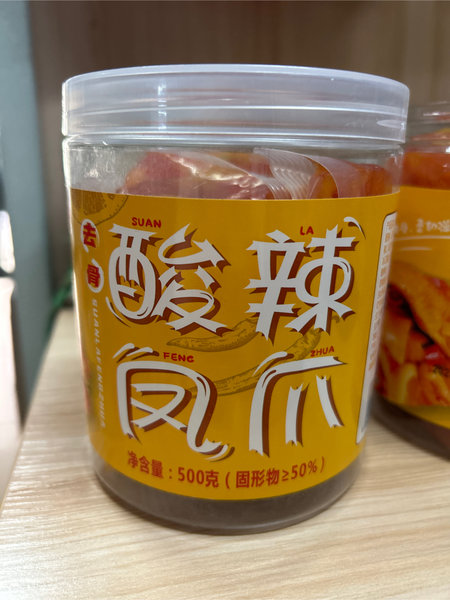 去骨
SUANLAFENGZHUA
SUAN LA
酸辣
FENG ZHUA
凤爪
净含量：500克（固形物≥50%）